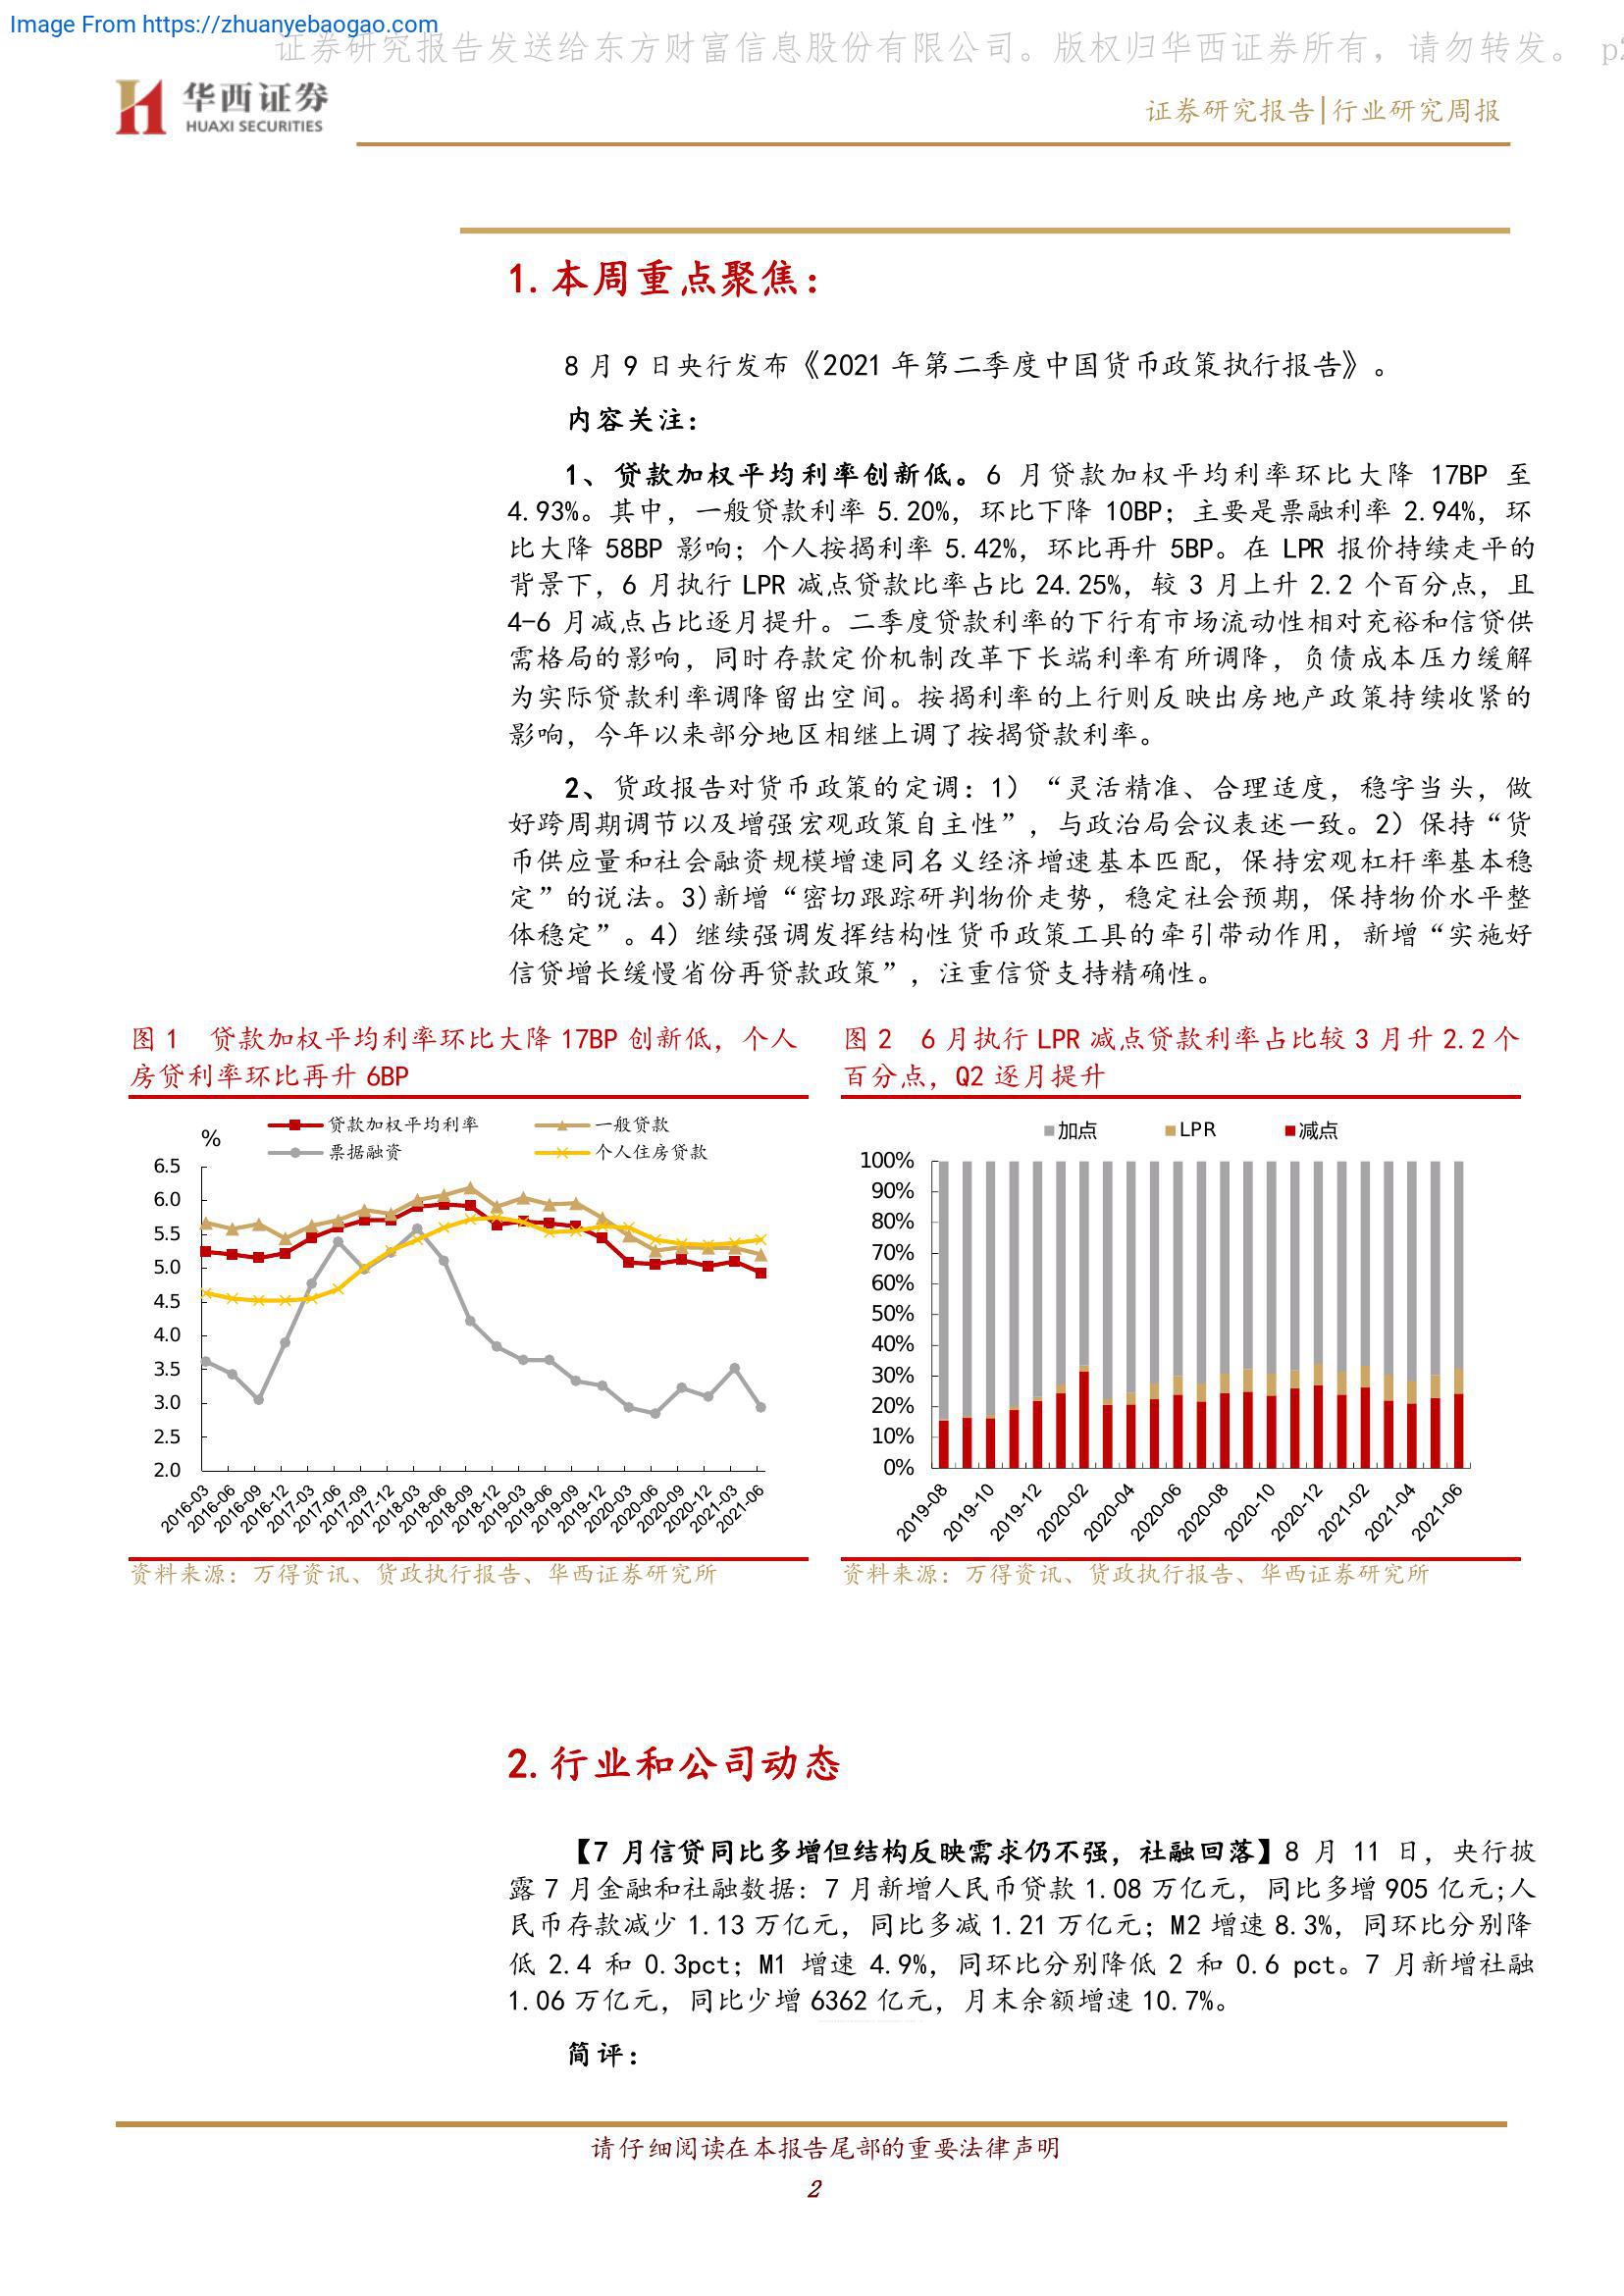 Image From https://zhuanyebaogao.com
证券研究报告发送给东方财富信息股份有限公司。版权归华西证券所有，请勿转发。 p2
华西证券
HUAXI SECURITIES
证券研究报告|行业研究周报
1.本周重点聚焦：
8 月 9 日央行发布《2021 年第二季度中国货币政策执行报告》。
内容关注：
1、贷款加权平均利率创新低。6 月贷款加权平均利率环比大降 17BP 至
4.93%。其中，一般贷款利率 5.20%，环比下降 10BP；主要是票融利率 2.94%，环
比大降 58BP 影响；个人按揭利率 5.42%，环比再升 5BP。在 LPR 报价持续走平的
背景下，6 月执行 LPR 减点贷款比率占比 24.25%，较 3 月上升 2.2 个百分点，且
4-6 月减点占比逐月提升。二季度贷款利率的下行有市场流动性相对充裕和信贷供
需格局的影响，同时存款定价机制改革下长端利率有所调降，负债成本压力缓解
为实际贷款利率调降留出空间。按揭利率的上行则反映出房地产政策持续收紧的
影响，今年以来部分地区相继上调了按揭贷款利率。
2、货政报告对货币政策的定调：1）“灵活精准、合理适度，稳字当头，做
好跨周期调节以及增强宏观政策自主性”，与政治局会议表述一致。2）保持“货
币供应量和社会融资规模增速同名义经济增速基本匹配，保持宏观杠杆率基本稳
定”的说法。3)新增“密切跟踪研判物价走势，稳定社会预期，保持物价水平整
体稳定”。4）继续强调发挥结构性货币政策工具的牵引带动作用，新增“实施好
信贷增长缓慢省份再贷款政策”，注重信贷支持精确性。
图 1 贷款加权平均利率环比大降 17BP 创新低，个人
房贷利率环比再升 6BP
%
贷款加权平均利率 一般贷款
票据融资 个人住房贷款
6.5
6.0
5.5
5.0
4.5
4.0
3.5
3.0
2.5
2.0
2016-03 2016-06 2016-09 2016-12 2017-03 2017-06 2017-09 2017-12 2018-03 2018-06 2018-09 2018-12 2019-03 2019-06 2019-09 2019-12 2020-03 2020-06 2020-09 2020-12 2021-03 2021-06
资料来源：万得资讯、货政执行报告、华西证券研究所
图 2 6 月执行 LPR 减点贷款利率占比较 3 月升 2.2 个
百分点，Q2 逐月提升
加点 LPR 减点
100%
90%
80%
70%
60%
50%
40%
30%
20%
10%
0%
2019-08 2019-10 2019-12 2020-02 2020-04 2020-06 2020-08 2020-10 2020-12 2021-02 2021-04 2021-06
资料来源：万得资讯、货政执行报告、华西证券研究所
2.行业和公司动态
【7 月信贷同比多增但结构反映需求仍不强，社融回落】8 月 11 日，央行披
露 7 月金融和社融数据：7 月新增人民币贷款 1.08 万亿元，同比多增 905 亿元;人
民币存款减少 1.13 万亿元，同比多减 1.21 万亿元；M2 增速 8.3%，同环比分别降
低 2.4 和 0.3pct；M1 增速 4.9%，同环比分别降低 2 和 0.6 pct。7 月新增社融
1.06 万亿元，同比少增 6362 亿元，月末余额增速 10.7%。
简评：
请仔细阅读在本报告尾部的重要法律声明
2